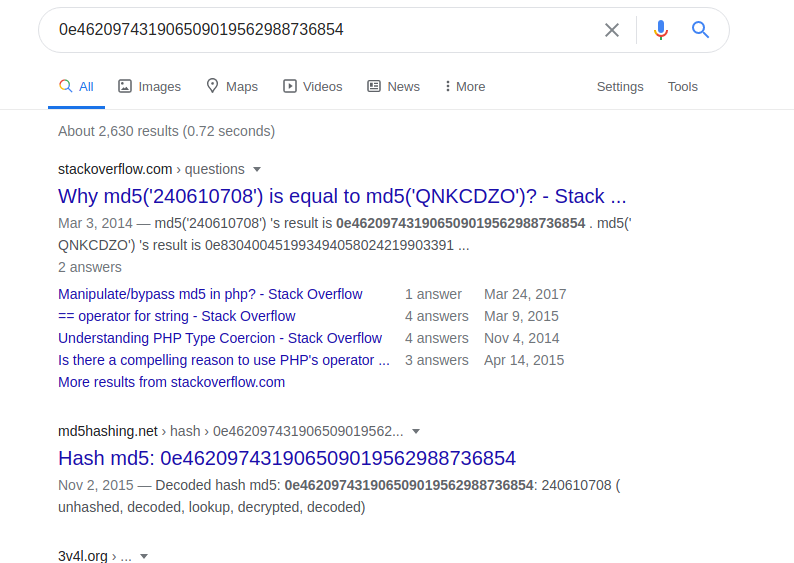 0e462097431906509019562988736854
All Images Maps Videos News More Settings Tools
About 2,630 results (0.72 seconds)
stackoverflow.com › questions
Why md5('240610708') is equal to md5('QNKCDZO')? - Stack ...
Mar 3, 2014 — md5('240610708') 's result is 0e462097431906509019562988736854 . md5('
QNKCDZO') 's result is 0e830400451993494058024219903391 ...
2 answers
Manipulate/bypass md5 in php? - Stack Overflow 1 answer Mar 24, 2017
== operator for string - Stack Overflow 4 answers Mar 9, 2015
Understanding PHP Type Coercion - Stack Overflow 4 answers Nov 4, 2014
Is there a compelling reason to use PHP's operator ... 3 answers Apr 14, 2015
More results from stackoverflow.com
md5hashing.net › hash › 0e462097431906509019562...
Hash md5: 0e462097431906509019562988736854
Nov 2, 2015 — Decoded hash md5: 0e462097431906509019562988736854: 240610708 (
unhashed, decoded, lookup, decrypted, decoded)
3v4l.org › ...